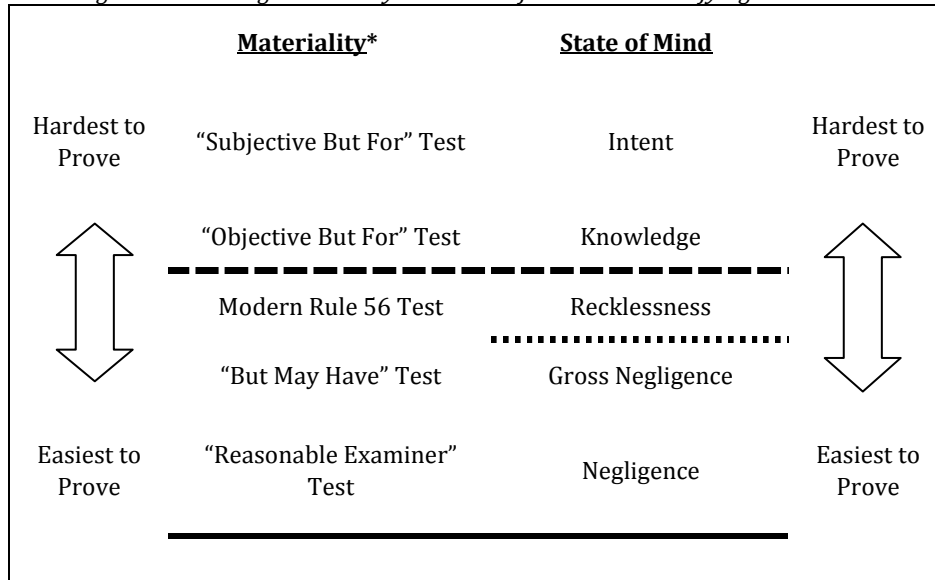 Materiality* State of Mind
Hardest to Prove “Subjective But For” Test Intent Hardest to Prove
“Objective But For” Test Knowledge
Modern Rule 56 Test Recklessness
“But May Have” Test Gross Negligence
Easiest to Prove “Reasonable Examiner” Test Negligence Easiest to Prove